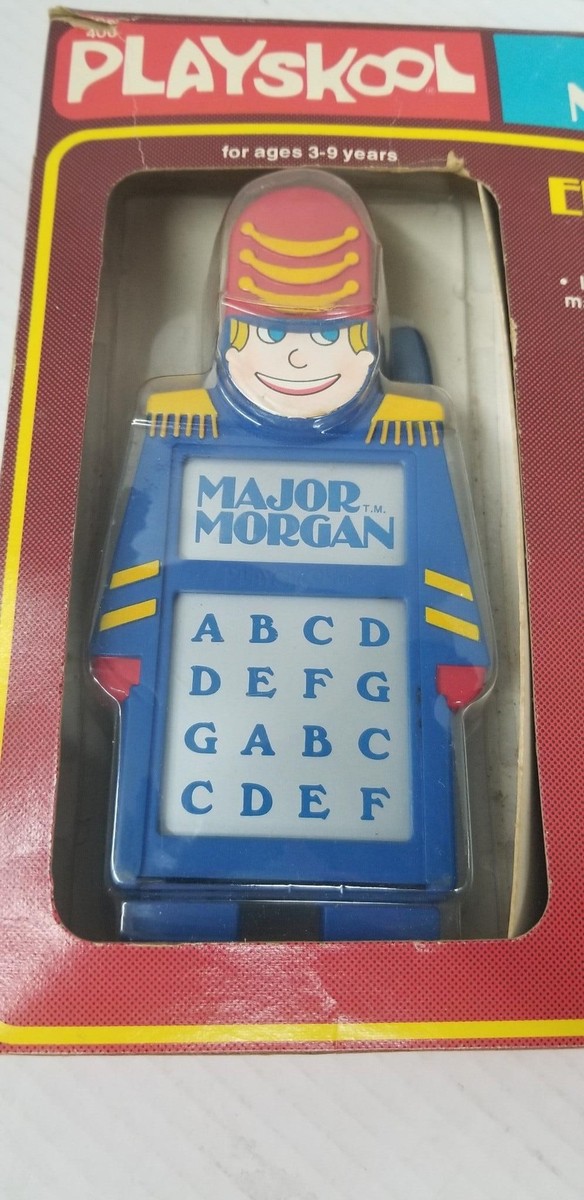 PLAYSKOOL
for ages 3-9 years
MAJOR T.M.
MORGAN
A B C D
D E F G
G A B C
C D E F